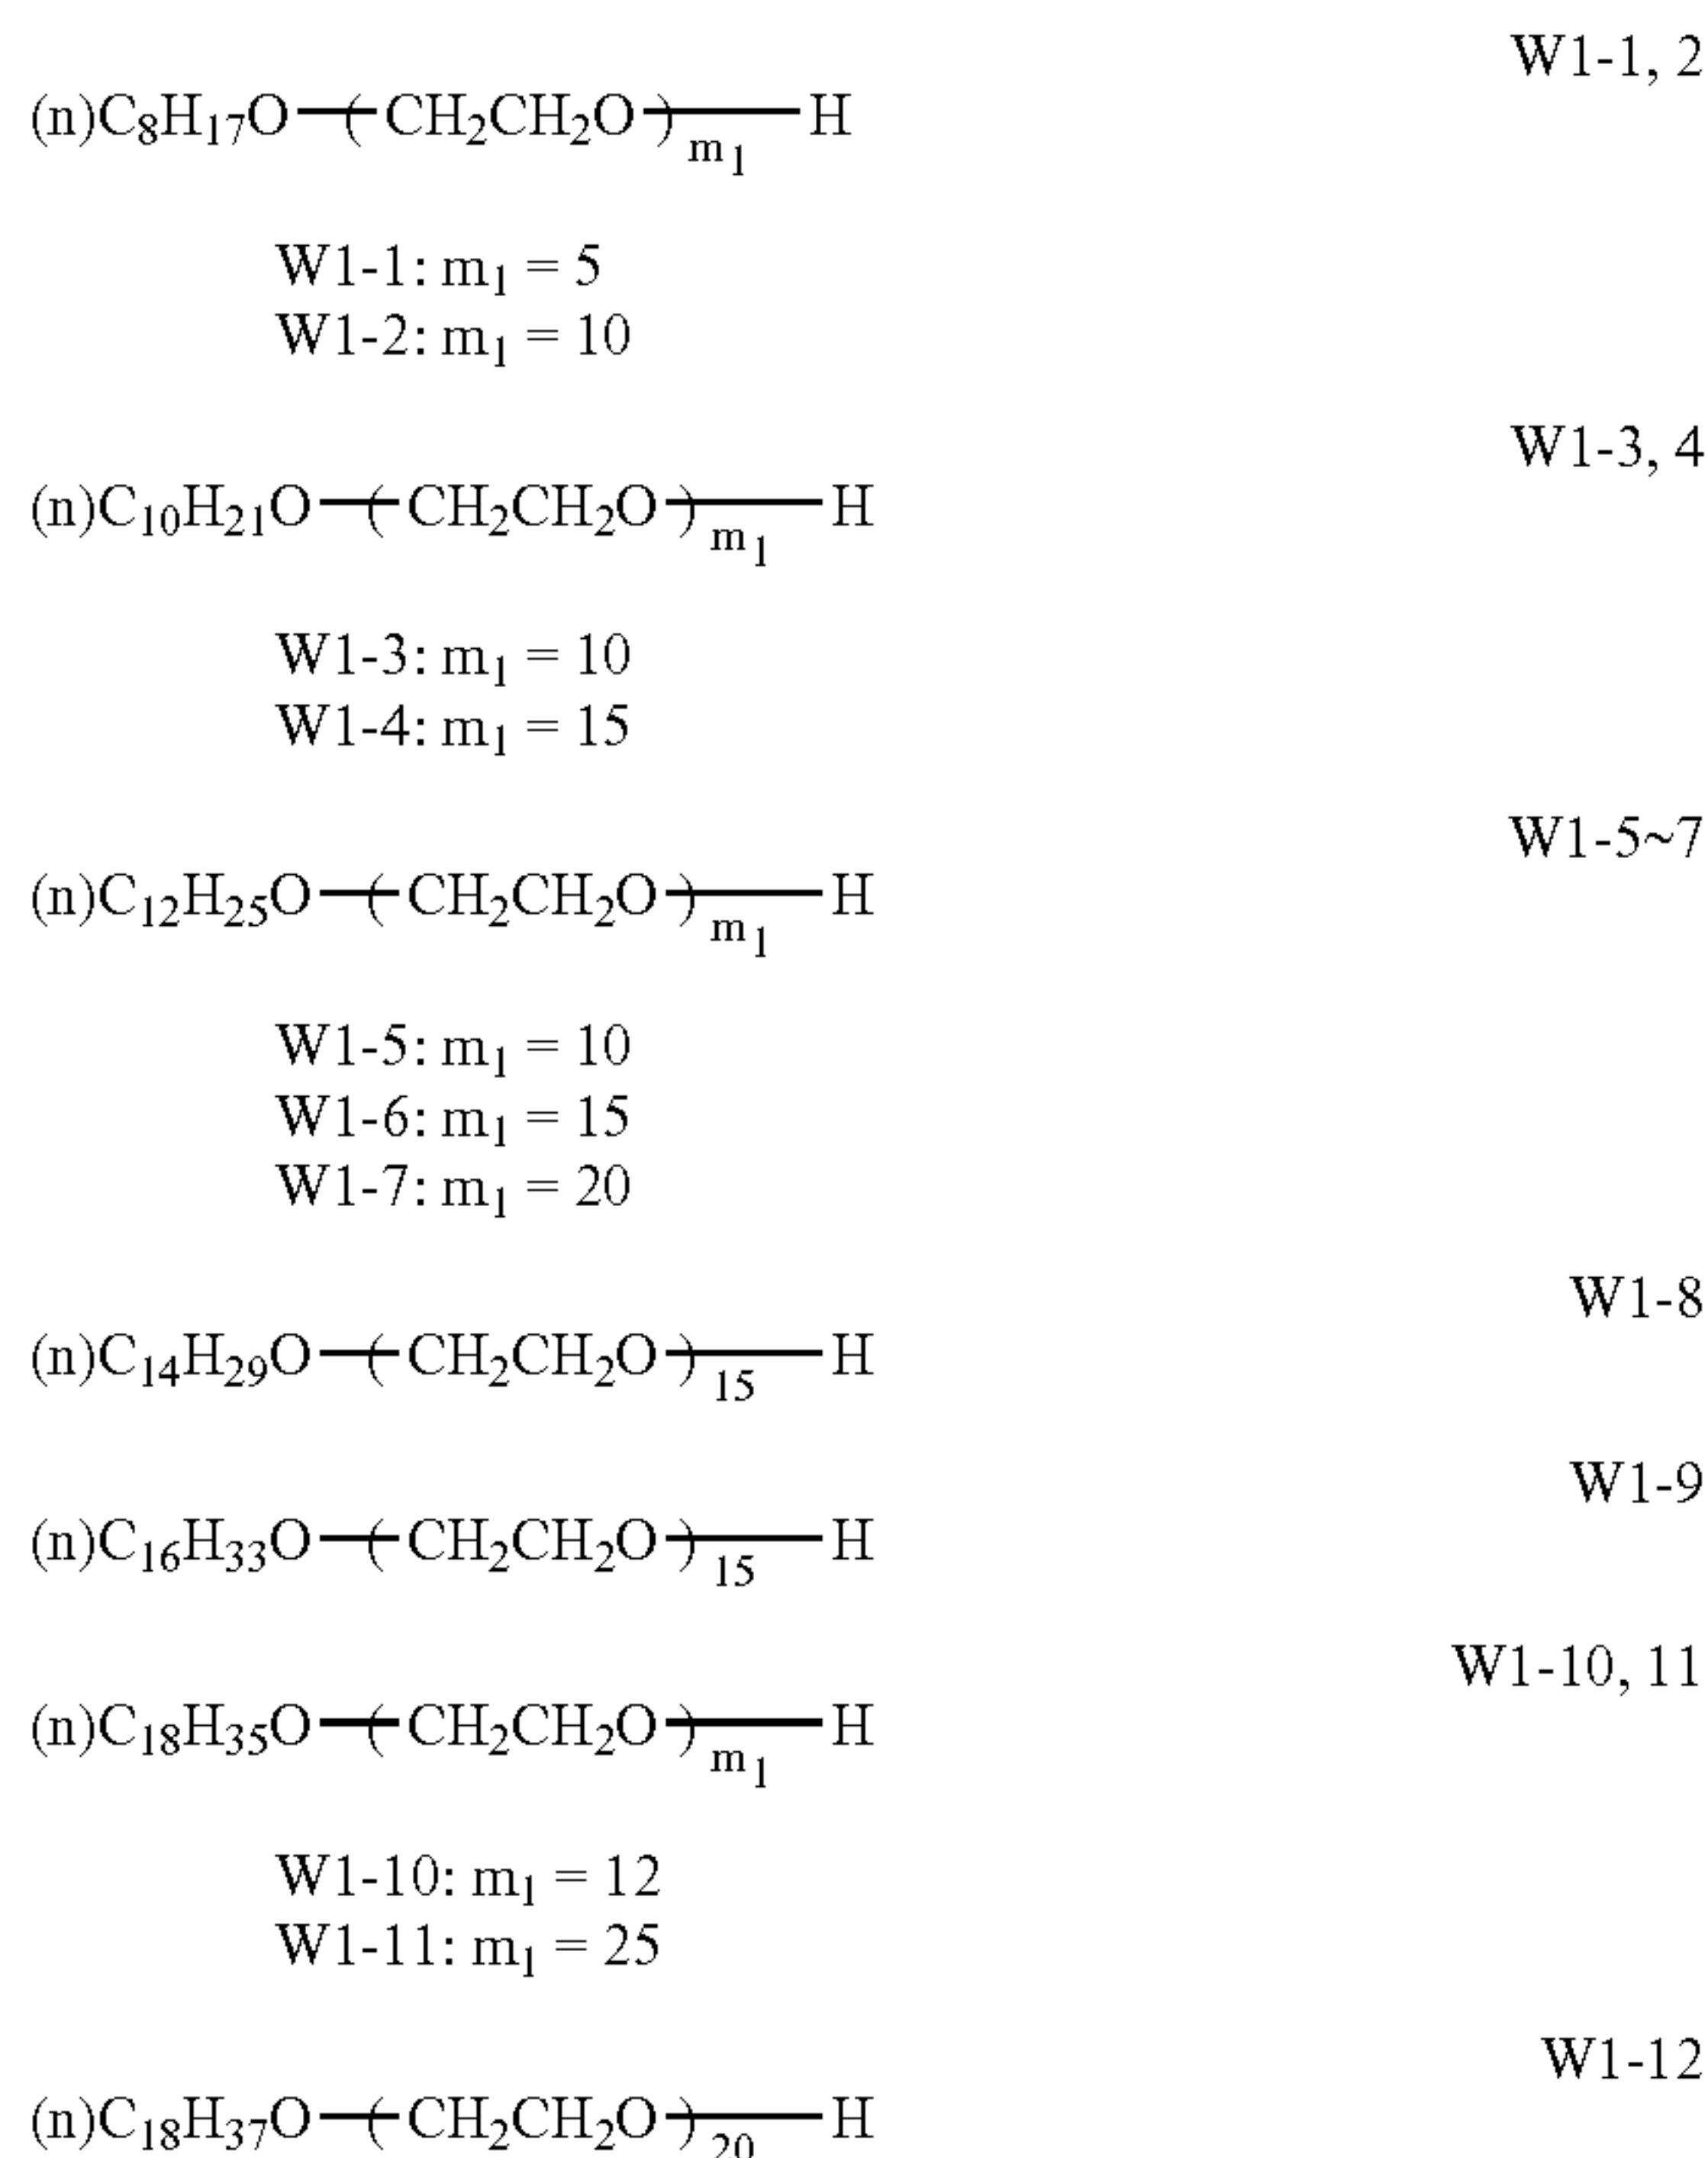 W1-1, 2
(n)C₈H₁₇O—(CH₂CH₂O)m₁—H
W1-1: m₁ = 5
W1-2: m₁ = 10
W1-3, 4
(n)C₁₀H₂₁O—(CH₂CH₂O)m₁—H
W1-3: m₁ = 10
W1-4: m₁ = 15
W1-5~7
(n)C₁₂H₂₅O—(CH₂CH₂O)m₁—H
W1-5: m₁ = 10
W1-6: m₁ = 15
W1-7: m₁ = 20
W1-8
(n)C₁₄H₂₉O—(CH₂CH₂O)₁₅—H
W1-9
(n)C₁₆H₃₃O—(CH₂CH₂O)₁₅—H
W1-10, 11
(n)C₁₈H₃₅O—(CH₂CH₂O)m₁—H
W1-10: m₁ = 12
W1-11: m₁ = 25
W1-12
(n)C₁₈H₃₇O—(CH₂CH₂O)₂₀—H